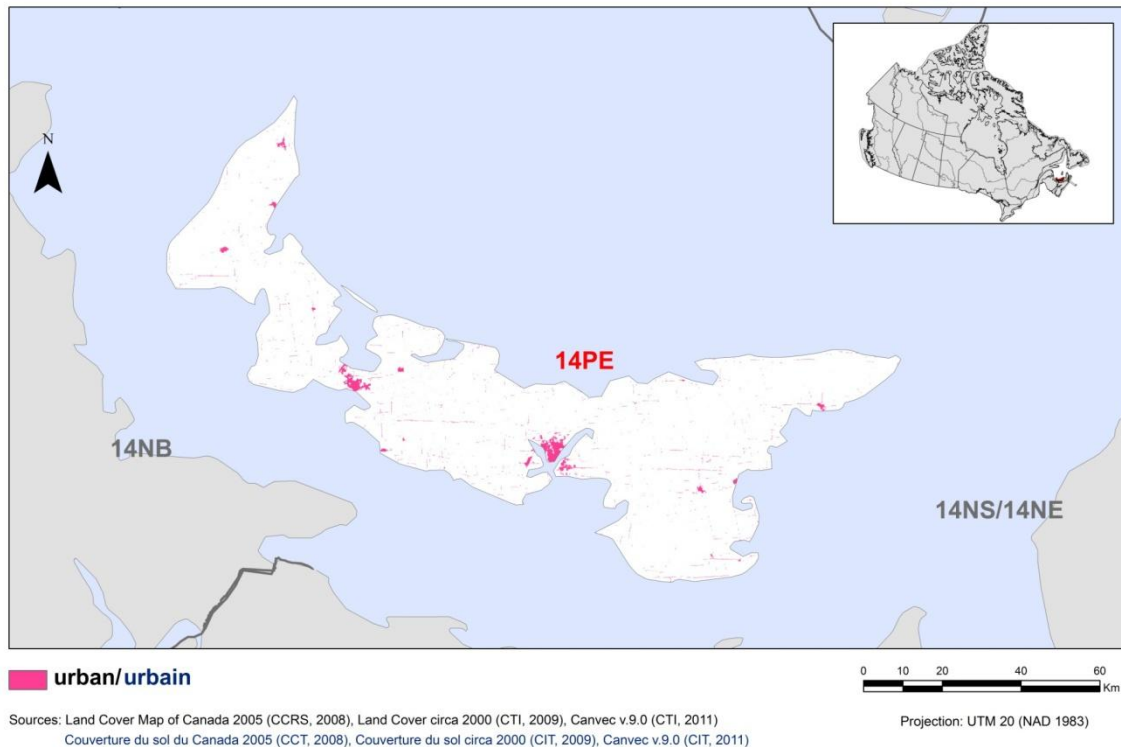 N
14PE
14NB
14NS/14NE
urban/urbain
0 10 20 40 60
Km
Sources: Land Cover Map of Canada 2005 (CCRS, 2008), Land Cover circa 2000 (CTI, 2009), Canvec v.9.0 (CTI, 2011)
Projection: UTM 20 (NAD 1983)
Couverture du sol du Canada 2005 (CCT, 2008), Couverture du sol circa 2000 (CIT, 2009), Canvec v.9.0 (CIT, 2011)